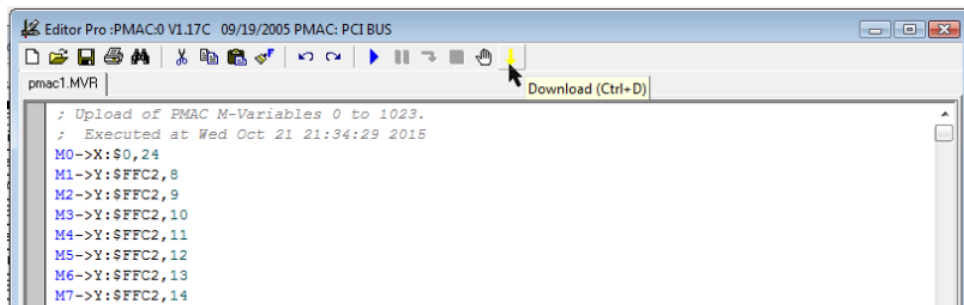 Editor Pro :PMAC:0 V1.17C 09/19/2005 PMAC: PCI BUS
Download (Ctrl+D)
pmac1.MVR
; Upload of PMAC M-Variables 0 to 1023.
;  Executed at Wed Oct 21 21:34:29 2015
M0->X:$0,24
M1->Y:$FFC2,8
M2->Y:$FFC2,9
M3->Y:$FFC2,10
M4->Y:$FFC2,11
M5->Y:$FFC2,12
M6->Y:$FFC2,13
M7->Y:$FFC2,14